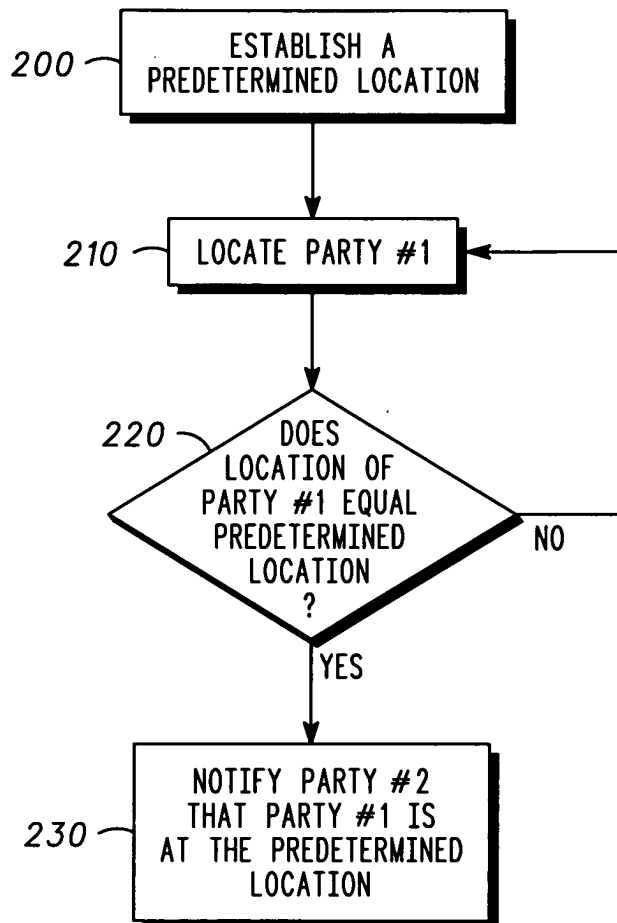 200
ESTABLISH A
PREDETERMINED LOCATION
210
LOCATE PARTY #1
220
DOES
LOCATION OF
PARTY #1 EQUAL
PREDETERMINED
LOCATION
?
NO
YES
230
NOTIFY PARTY #2
THAT PARTY #1 IS
AT THE PREDETERMINED
LOCATION